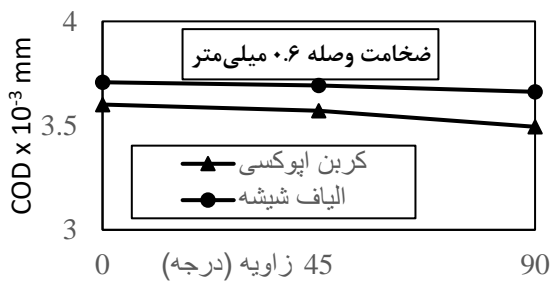 4
ضخامت وصله ۰.۶ میلی‌متر
3.5
COD x 10⁻³ mm
کربن اپوکسی
الیاف شیشه
3
0 زاویه (درجه) 45 90